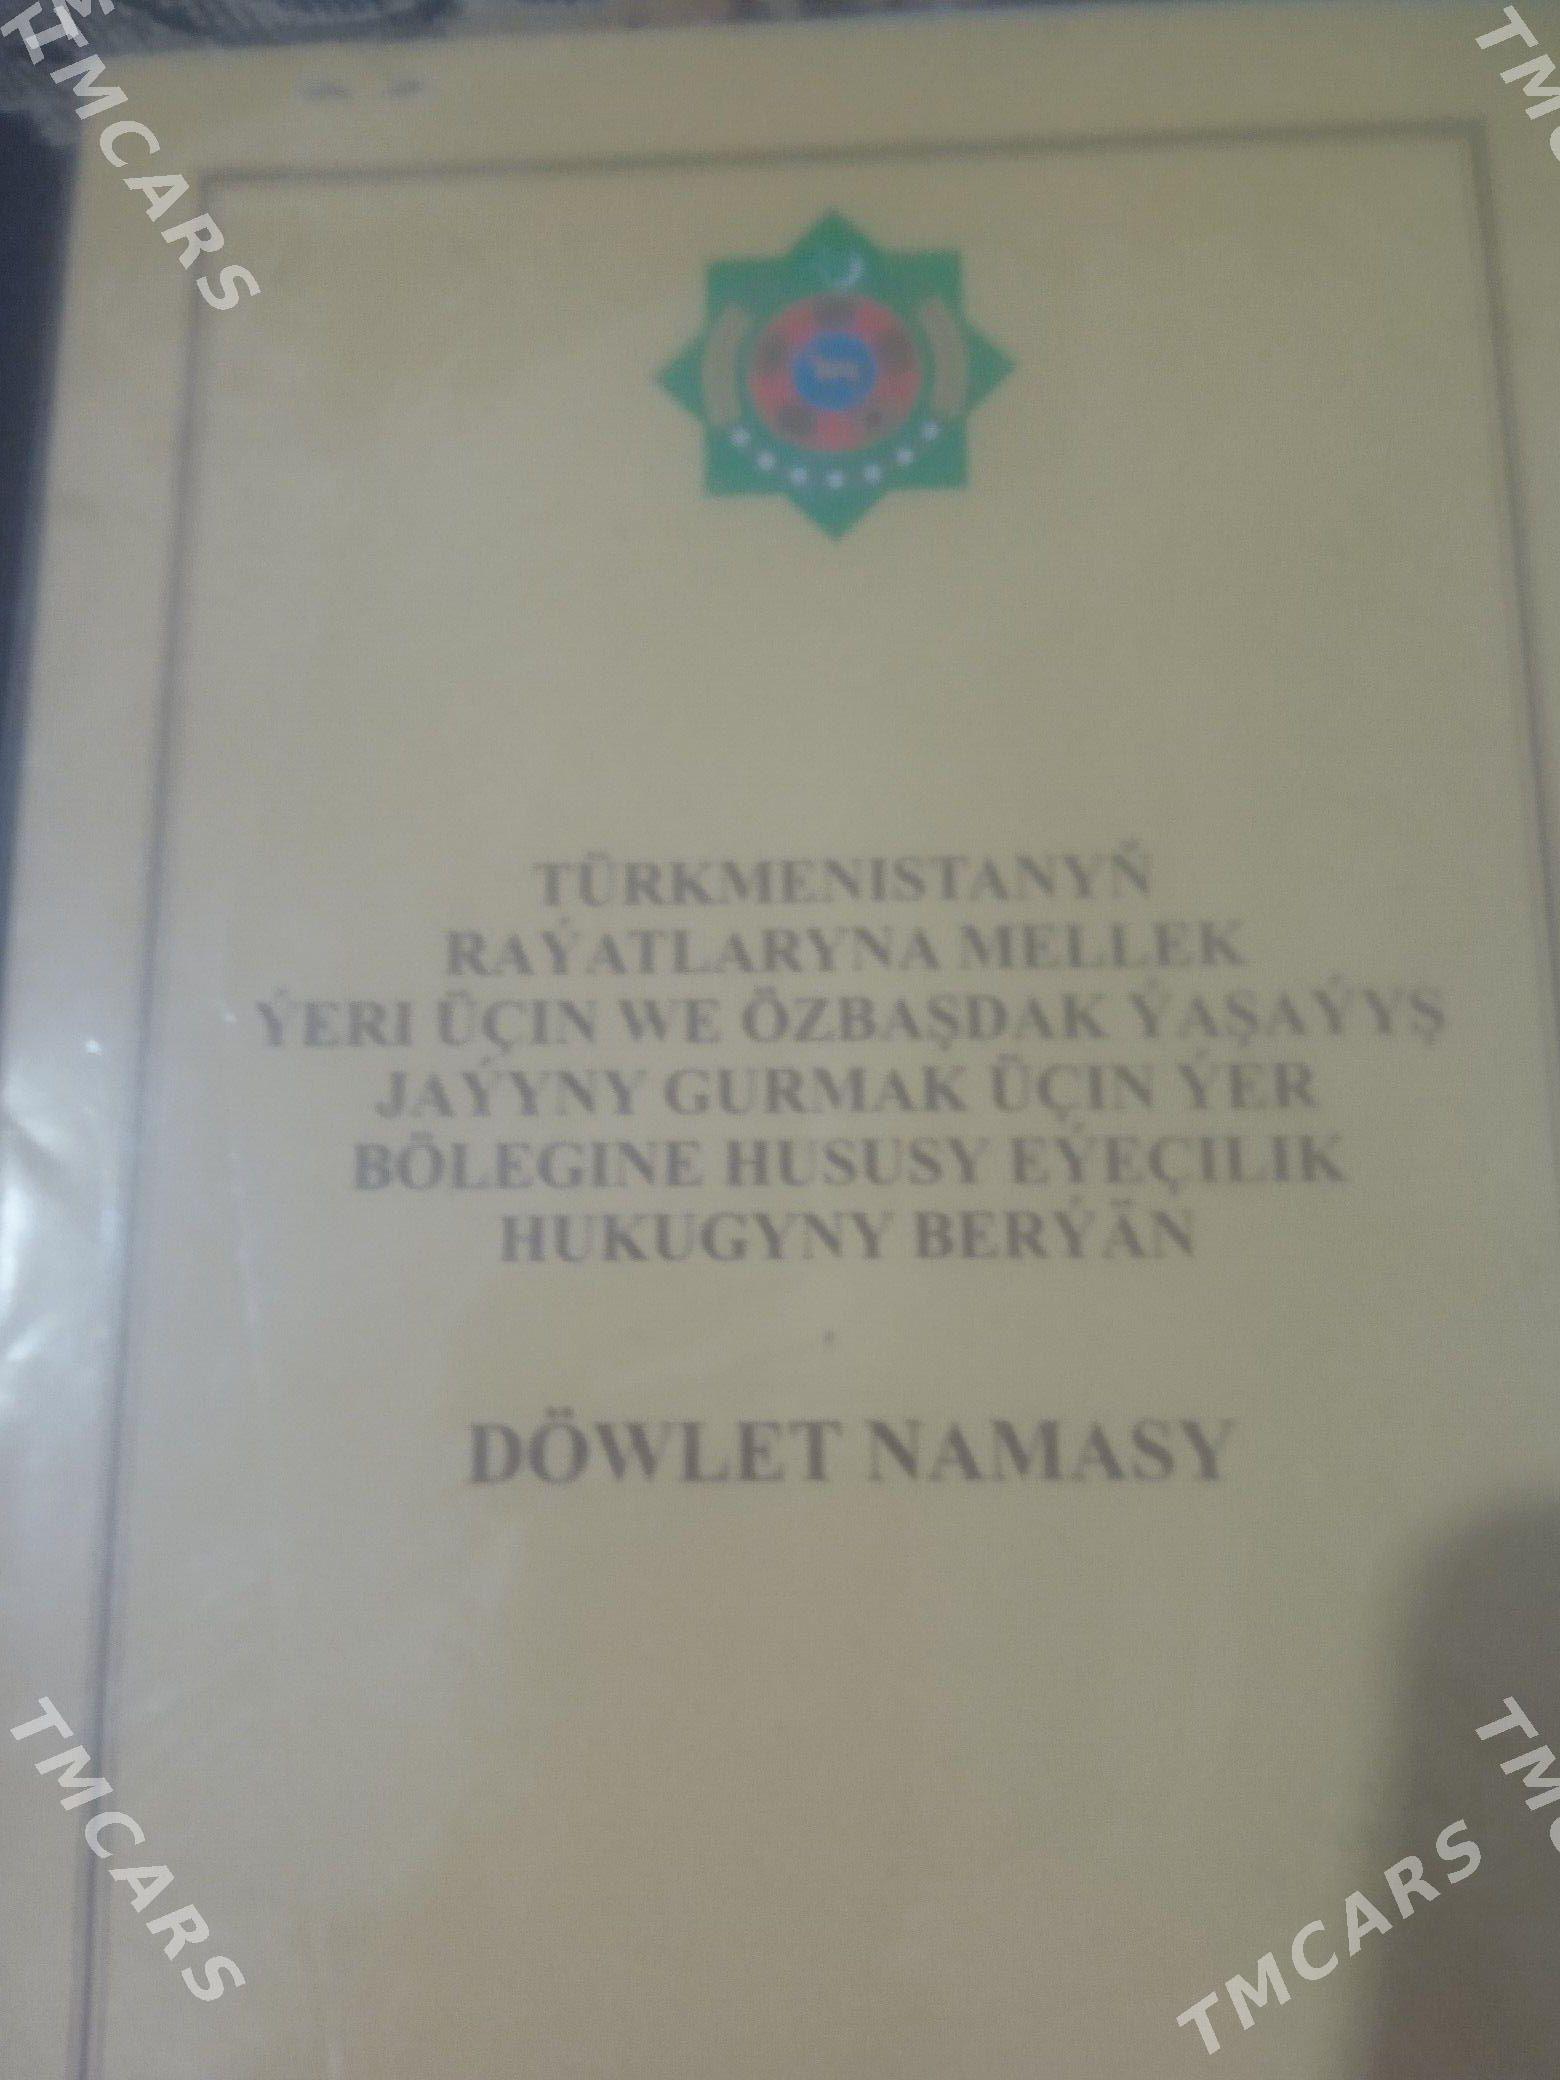 TMCARS
TMCARS
TÜRKMENISTANYŇ
RAÝATLARYNA MELLEK
ÝERI ÜÇIN WE ÖZBAŞDAK ÝAŞAÝYŞ
JAÝYNY GURMAK ÜÇIN ÝER
BÖLEGINE HUSUSY EÝEÇILIK
HUKUGYNY BERÝÄN
DÖWLET NAMASY
TMCARS
TMCARS